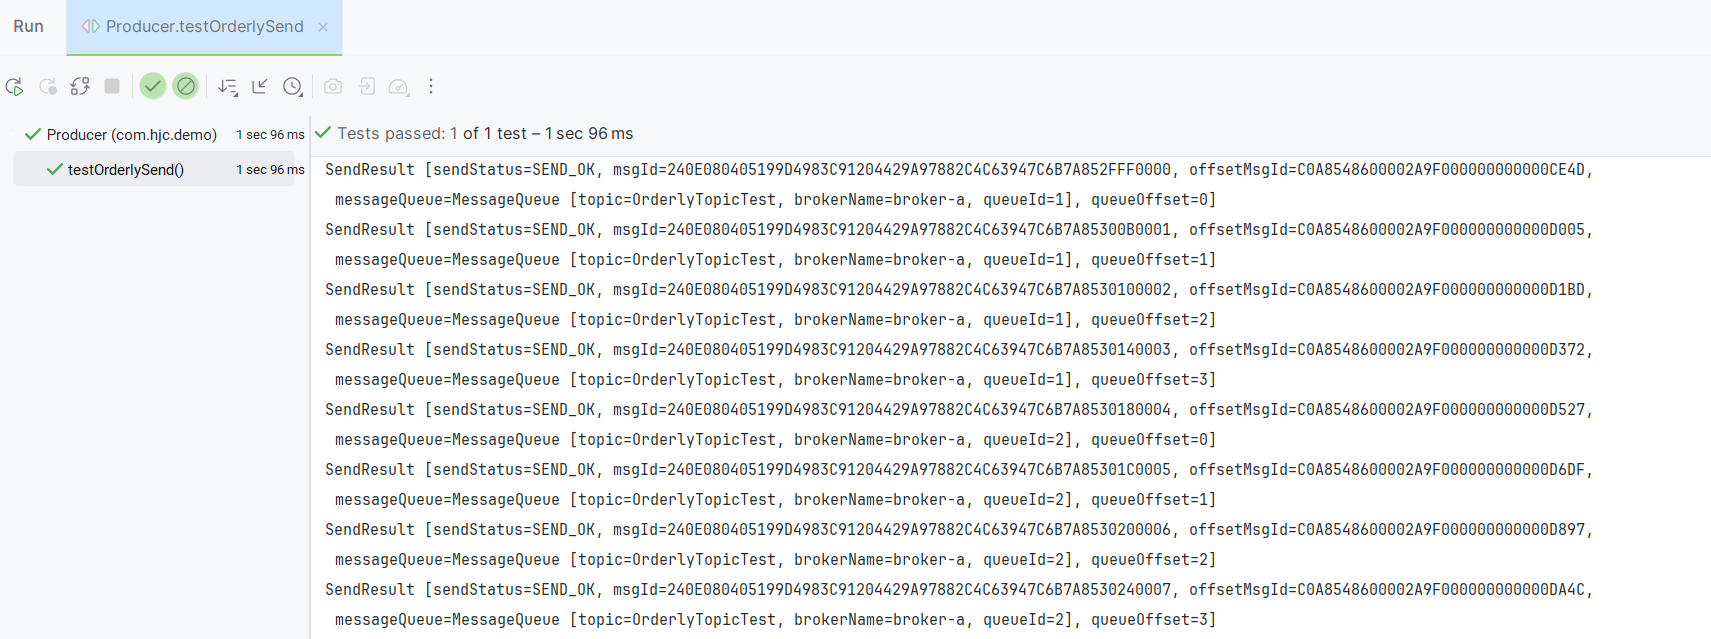 Run
Producer.testOrderlySend
Producer (com.hjc.demo) 1 sec 96 ms
testOrderlySend() 1 sec 96 ms
Tests passed: 1 of 1 test – 1 sec 96 ms
SendResult [sendStatus=SEND_OK, msgId=240E080405199D4983C91204429A97882C4C63947C6B7A852FFF0000, offsetMsgId=C0A8548600002A9F000000000000CE4D,
messageQueue=MessageQueue [topic=OrderlyTopicTest, brokerName=broker-a, queueId=1], queueOffset=0]
SendResult [sendStatus=SEND_OK, msgId=240E080405199D4983C91204429A97882C4C63947C6B7A85300B0001, offsetMsgId=C0A8548600002A9F000000000000D005,
messageQueue=MessageQueue [topic=OrderlyTopicTest, brokerName=broker-a, queueId=1], queueOffset=1]
SendResult [sendStatus=SEND_OK, msgId=240E080405199D4983C91204429A97882C4C63947C6B7A8530100002, offsetMsgId=C0A8548600002A9F000000000000D1BD,
messageQueue=MessageQueue [topic=OrderlyTopicTest, brokerName=broker-a, queueId=1], queueOffset=2]
SendResult [sendStatus=SEND_OK, msgId=240E080405199D4983C91204429A97882C4C63947C6B7A8530140003, offsetMsgId=C0A8548600002A9F000000000000D372,
messageQueue=MessageQueue [topic=OrderlyTopicTest, brokerName=broker-a, queueId=1], queueOffset=3]
SendResult [sendStatus=SEND_OK, msgId=240E080405199D4983C91204429A97882C4C63947C6B7A8530180004, offsetMsgId=C0A8548600002A9F000000000000D527,
messageQueue=MessageQueue [topic=OrderlyTopicTest, brokerName=broker-a, queueId=2], queueOffset=0]
SendResult [sendStatus=SEND_OK, msgId=240E080405199D4983C91204429A97882C4C63947C6B7A85301C0005, offsetMsgId=C0A8548600002A9F000000000000D6DF,
messageQueue=MessageQueue [topic=OrderlyTopicTest, brokerName=broker-a, queueId=2], queueOffset=1]
SendResult [sendStatus=SEND_OK, msgId=240E080405199D4983C91204429A97882C4C63947C6B7A8530200006, offsetMsgId=C0A8548600002A9F000000000000D897,
messageQueue=MessageQueue [topic=OrderlyTopicTest, brokerName=broker-a, queueId=2], queueOffset=2]
SendResult [sendStatus=SEND_OK, msgId=240E080405199D4983C91204429A97882C4C63947C6B7A8530240007, offsetMsgId=C0A8548600002A9F000000000000DA4C,
messageQueue=MessageQueue [topic=OrderlyTopicTest, brokerName=broker-a, queueId=2], queueOffset=3]